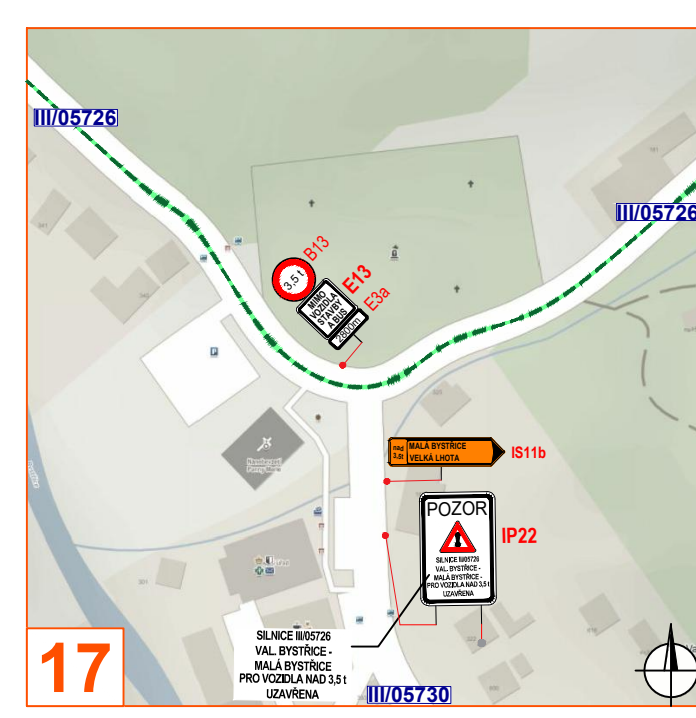 III/05726
III/05726
B13
3,5 t
E13
MIMO
VOZIDLA
STAVBY
A BUS
E3a
2800m
P
nad
3,5t
MALÁ BYSTŘICE
VELKÁ LHOTA
IS11b
POZOR
IP22
SILNICE III/05726
VAL. BYSTŘICE -
MALÁ BYSTŘICE -
PRO VOZIDLA NAD 3,5 t
UZAVŘENA
SILNICE III/05726
VAL. BYSTŘICE -
MALÁ BYSTŘICE
PRO VOZIDLA NAD 3,5 t
UZAVŘENA
17
III/05730